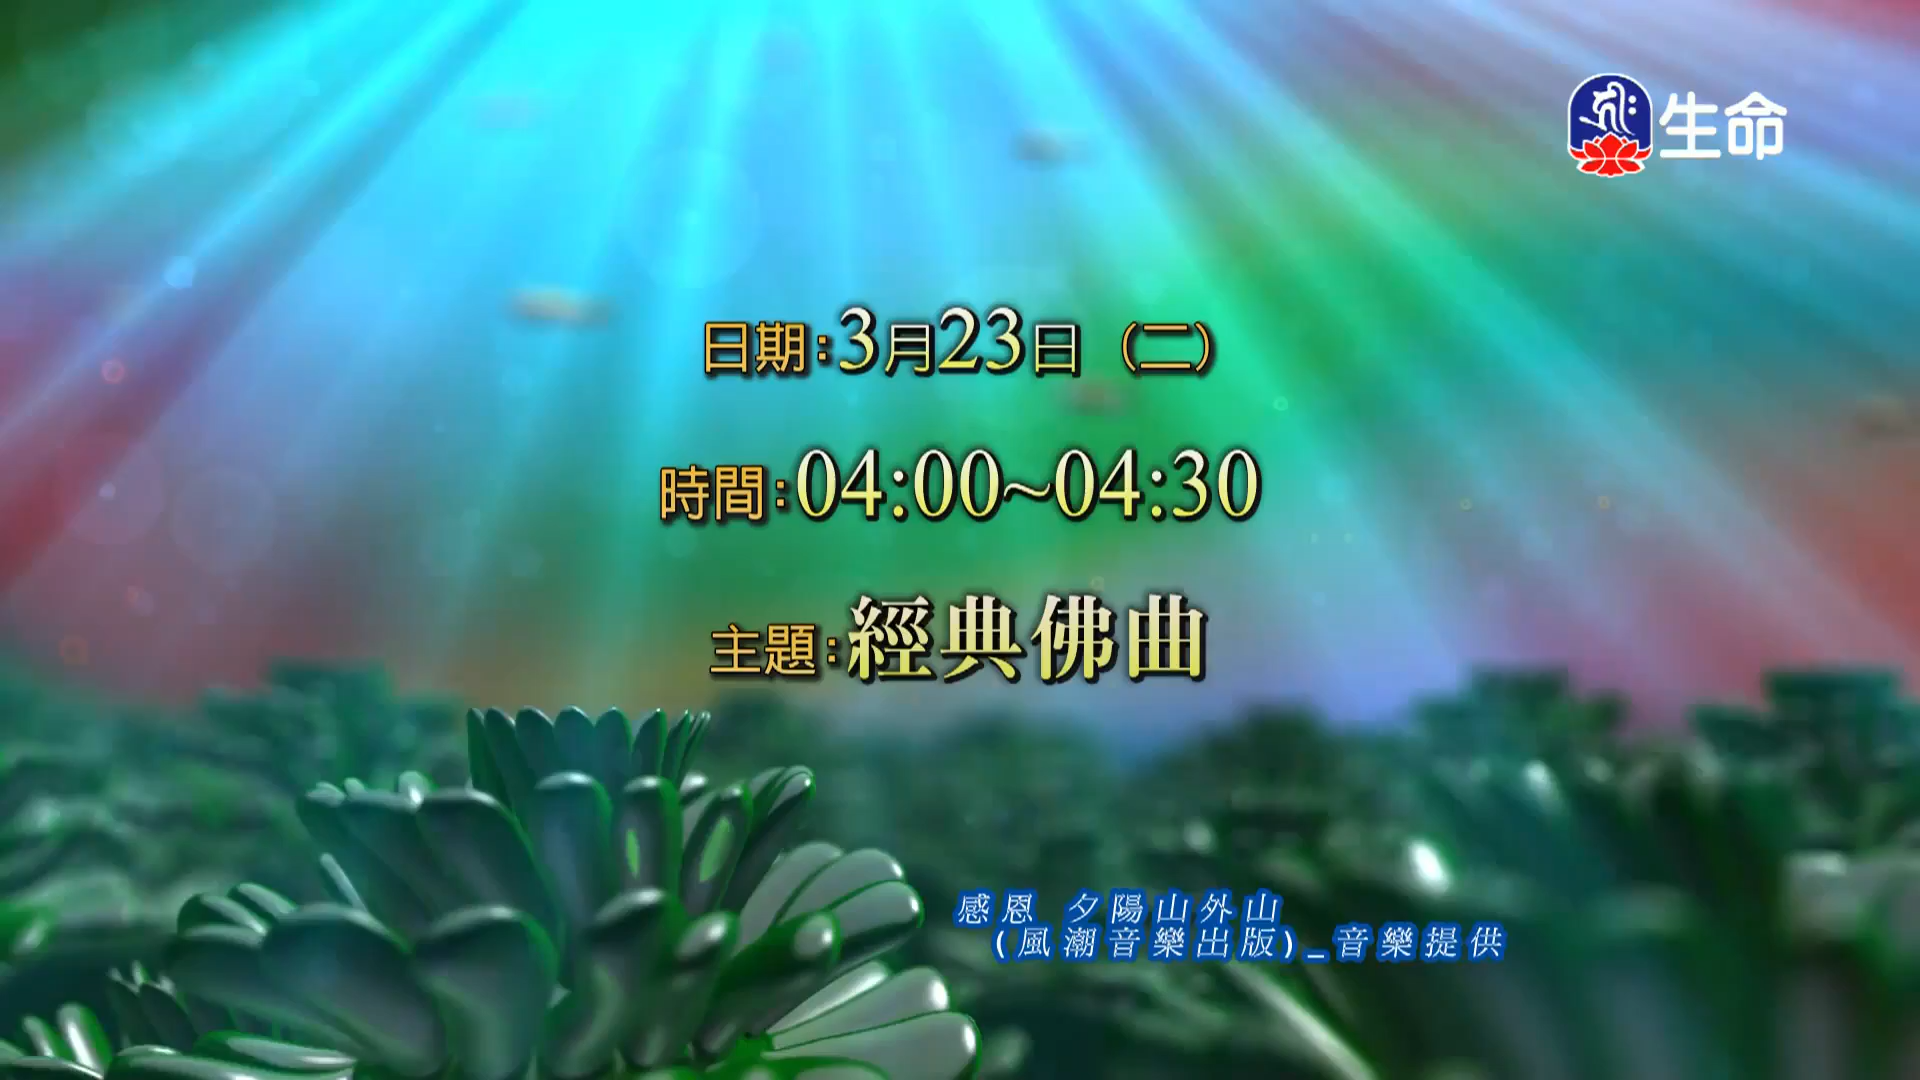 生命
日期:3月23日（二）
時間:04:00~04:30
主題:經典佛曲
感恩 夕陽山外山
(風潮音樂出版)_音樂提供